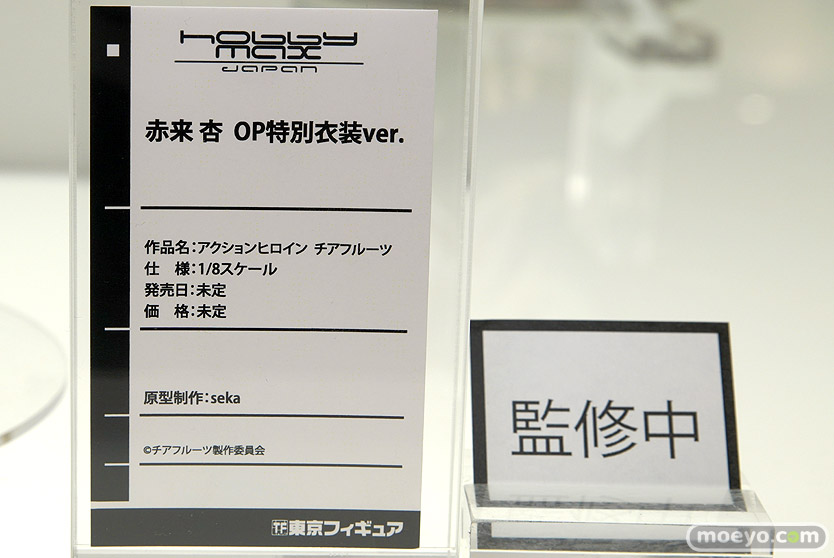 hobby
max
JAPAN
赤来 杏 OP特別衣装ver.
作品名:アクションヒロイン チアフルーツ
仕 様:1/8スケール
発売日:未定
価 格:未定
原型制作:seka
©チアフルーツ製作委員会
TF東京フィギュア
監修中
moeyo.com